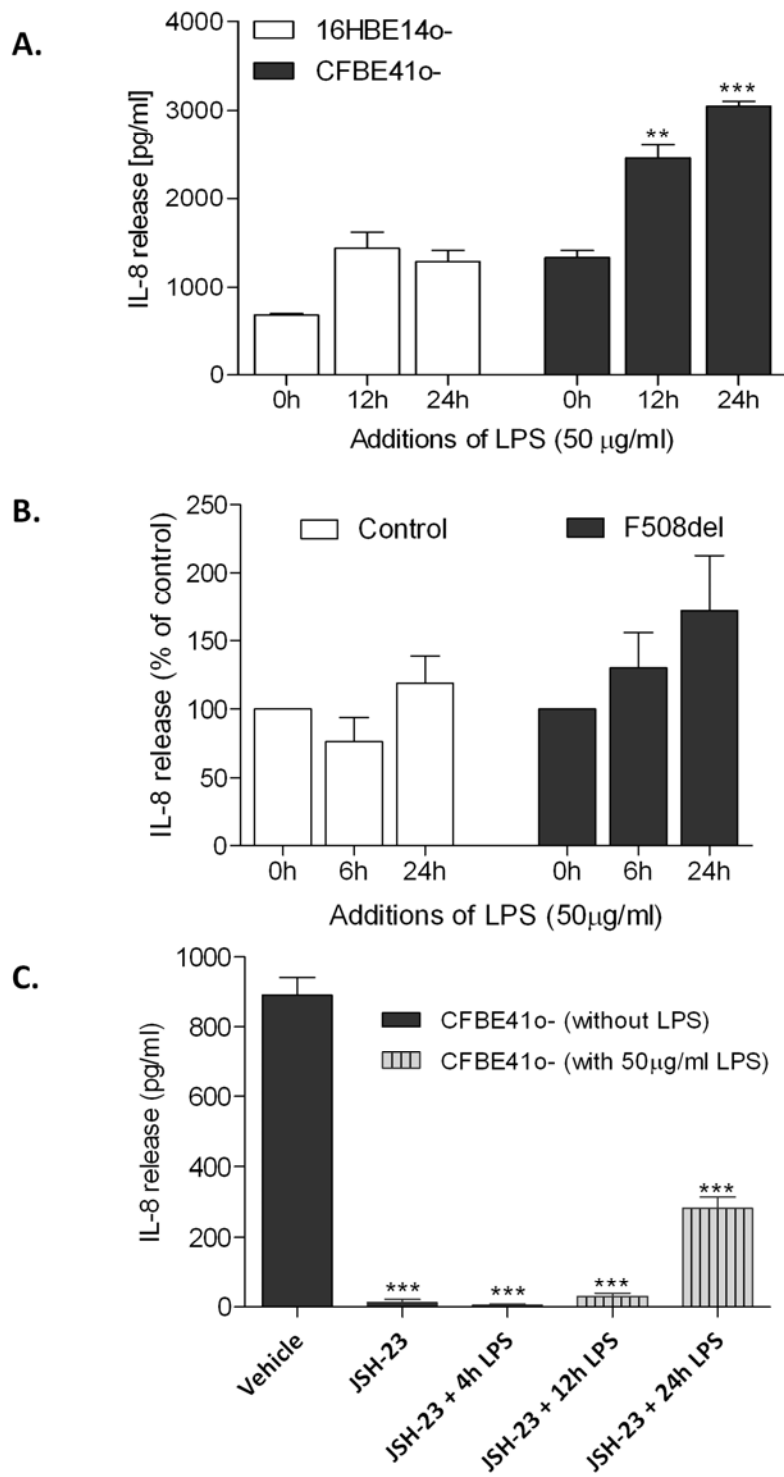 A.
4000
3000
2000
1000
0
IL-8 release [pg/ml]
16HBE14o-
CFBE41o-
**
***
0h 12h 24h 0h 12h 24h
Additions of LPS (50 µg/ml)
B.
250
200
150
100
50
0
IL-8 release (% of control)
Control F508del
0h 6h 24h 0h 6h 24h
Additions of LPS (50µg/ml)
C.
1000
800
600
400
200
0
IL-8 release (pg/ml)
CFBE41o- (without LPS)
CFBE41o- (with 50µg/ml LPS)
*** *** *** ***
Vehicle
JSH-23
JSH-23 + 4h LPS
JSH-23 + 12h LPS
JSH-23 + 24h LPS